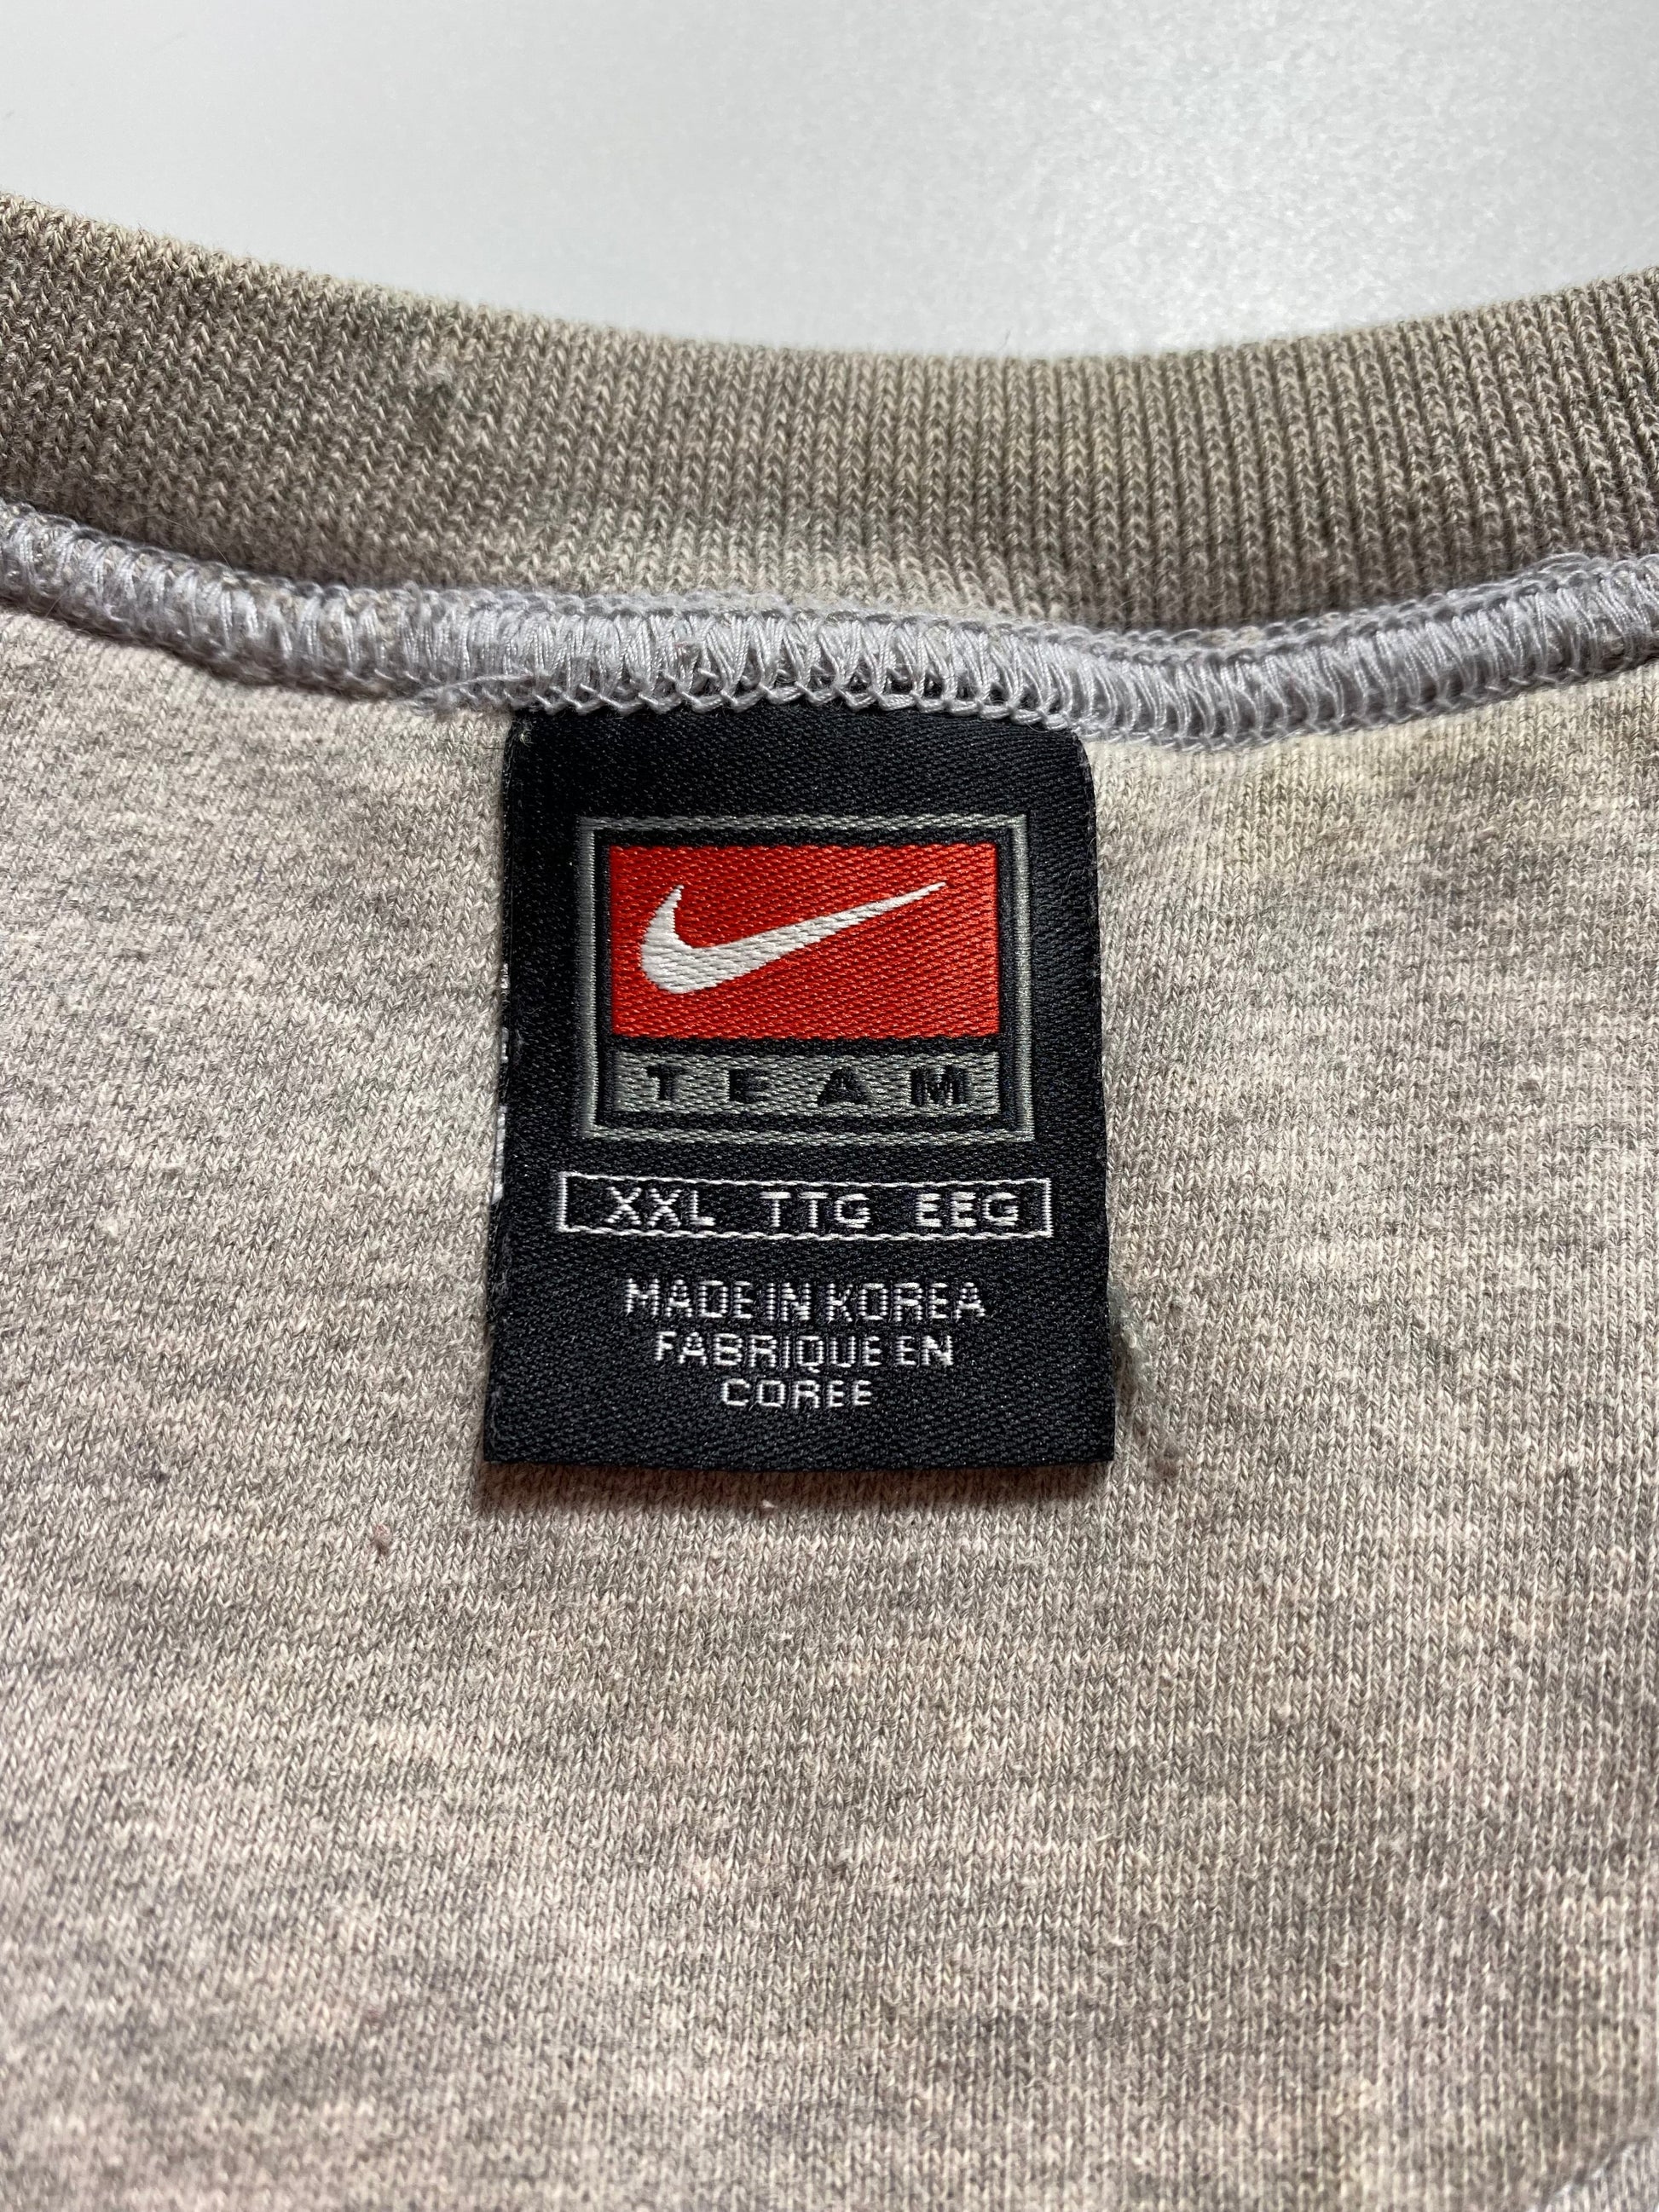 TEAM
XXL TTG EEG
MADE IN KOREA
FABRIQUE EN
COREE